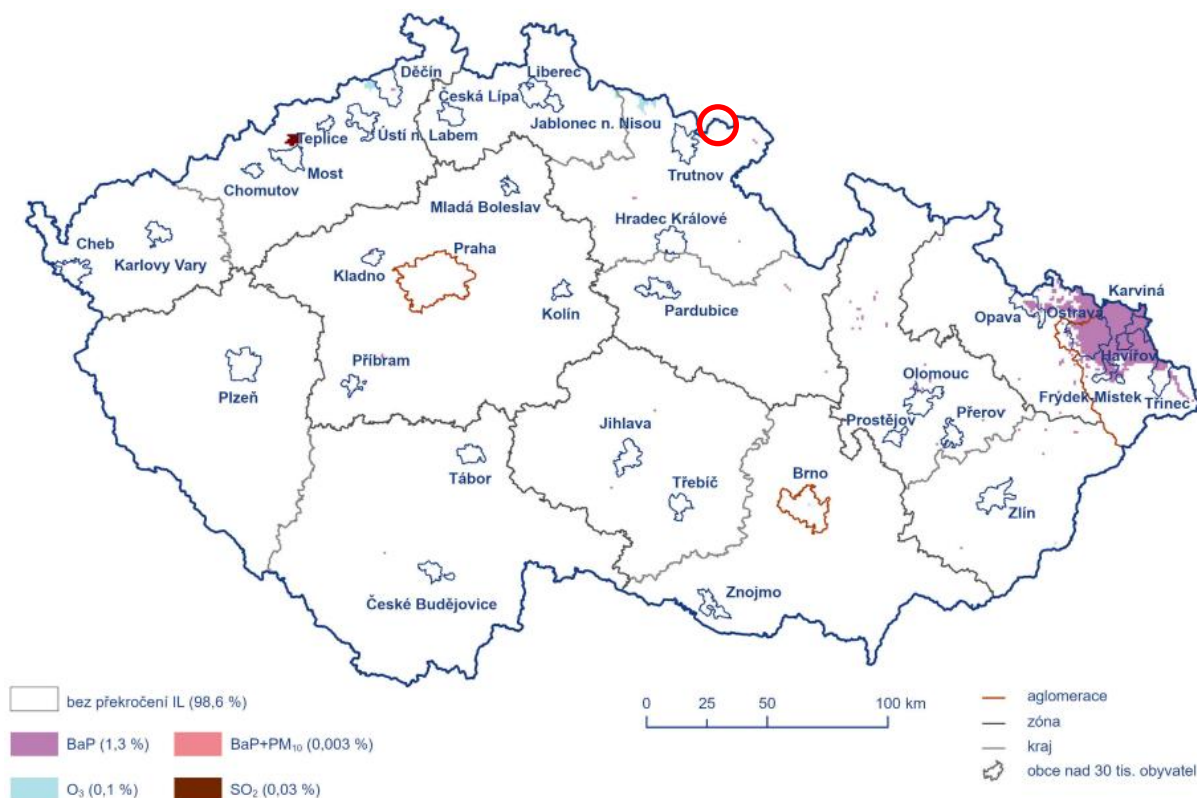 Děčín
Liberec
Česká Lípa
Teplice
Ústí n. Labem
Jablonec n. Nisou
Most
Trutnov
Chomutov
Mladá Boleslav
Hradec Králové
Cheb
Praha
Karlovy Vary
Kladno
Karviná
Kolín
Pardubice
Opava
Ostrava
Havířov
Příbram
Olomouc
Plzeň
Frýdek-Místek
Třinec
Prostějov
Přerov
Jihlava
Tábor
Třebíč
Brno
Zlín
České Budějovice
Znojmo
bez překročení IL (98,6 %)
BaP (1,3 %)
BaP+PM₁₀ (0,003 %)
O₃ (0,1 %)
SO₂ (0,03 %)
0 25 50 100 km
aglomerace
zóna
kraj
obce nad 30 tis. obyvatel